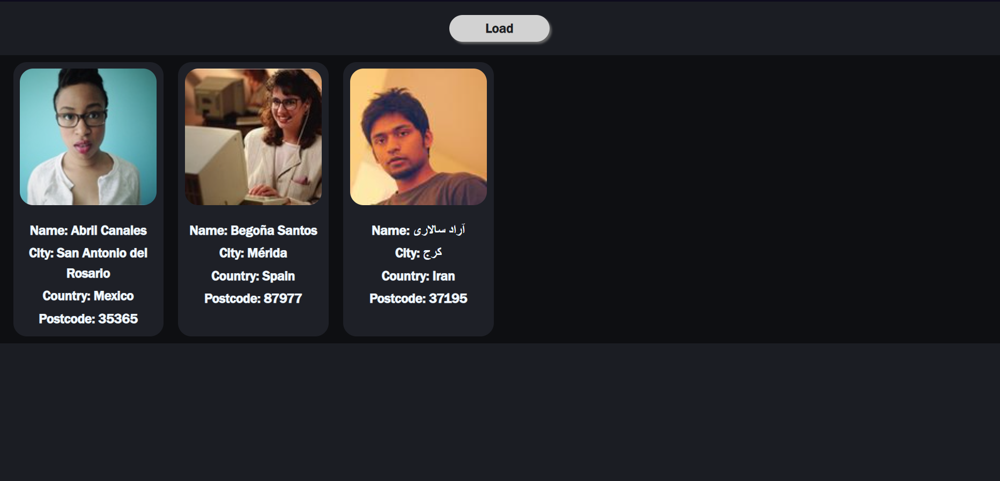 Load
Name: Abril Canales
City: San Antonio del
Rosario
Country: Mexico
Postcode: 35365
Name: Begoña Santos
City: Mérida
Country: Spain
Postcode: 87977
Name: آراد سالاری
City: کرج
Country: Iran
Postcode: 37195